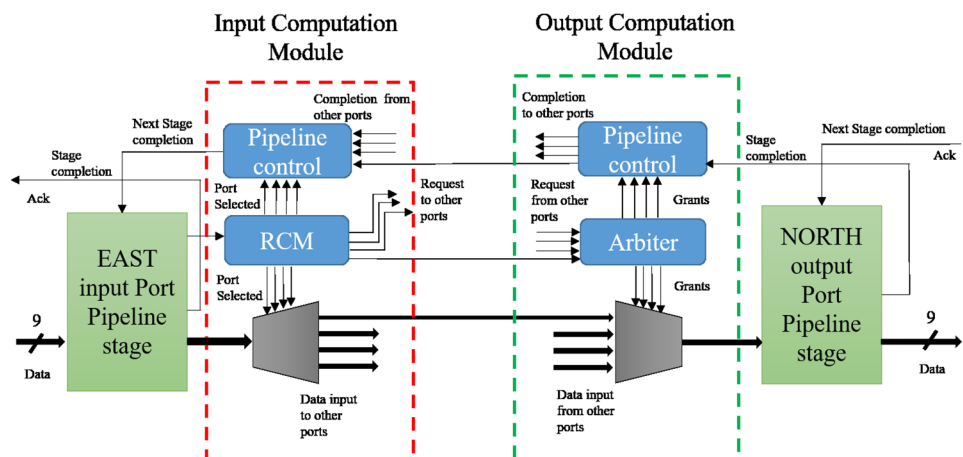 Input Computation
Module
Output Computation
Module
Completion from
other ports
Completion
to other ports
Next Stage
completion
Pipeline
control
Pipeline
control
Stage
completion
Next Stage completion
Ack
Stage
completion
Ack
Port
Selected
Request
to other
ports
Request
from other
ports
Grants
EAST
input Port
Pipeline
stage
RCM
Arbiter
NORTH
output
Port
Pipeline
stage
Port
Selected
Grants
9
Data
9
Data
Data input
to other
ports
Data input
from other
ports